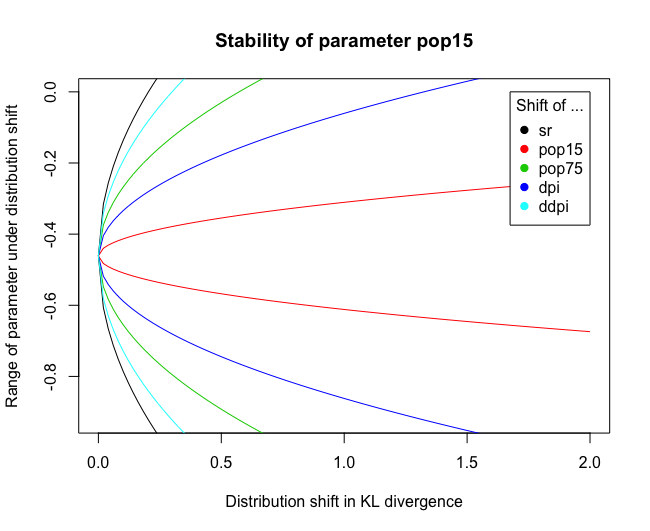 Stability of parameter pop15
Range of parameter under distribution shift
0.0
-0.2
-0.4
-0.6
-0.8
Shift of ...
sr
pop15
pop75
dpi
ddpi
0.0 0.5 1.0 1.5 2.0
Distribution shift in KL divergence